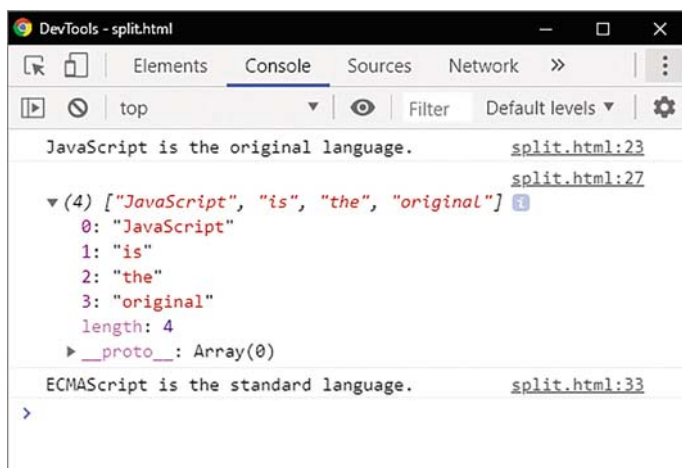 DevTools - split.html
Elements Console Sources Network »
top Filter Default levels
JavaScript is the original language. split.html:23
split.html:27
(4) ["JavaScript", "is", "the", "original"] i
0: "JavaScript"
1: "is"
2: "the"
3: "original"
length: 4
__proto__: Array(0)
ECMAScript is the standard language. split.html:33
>